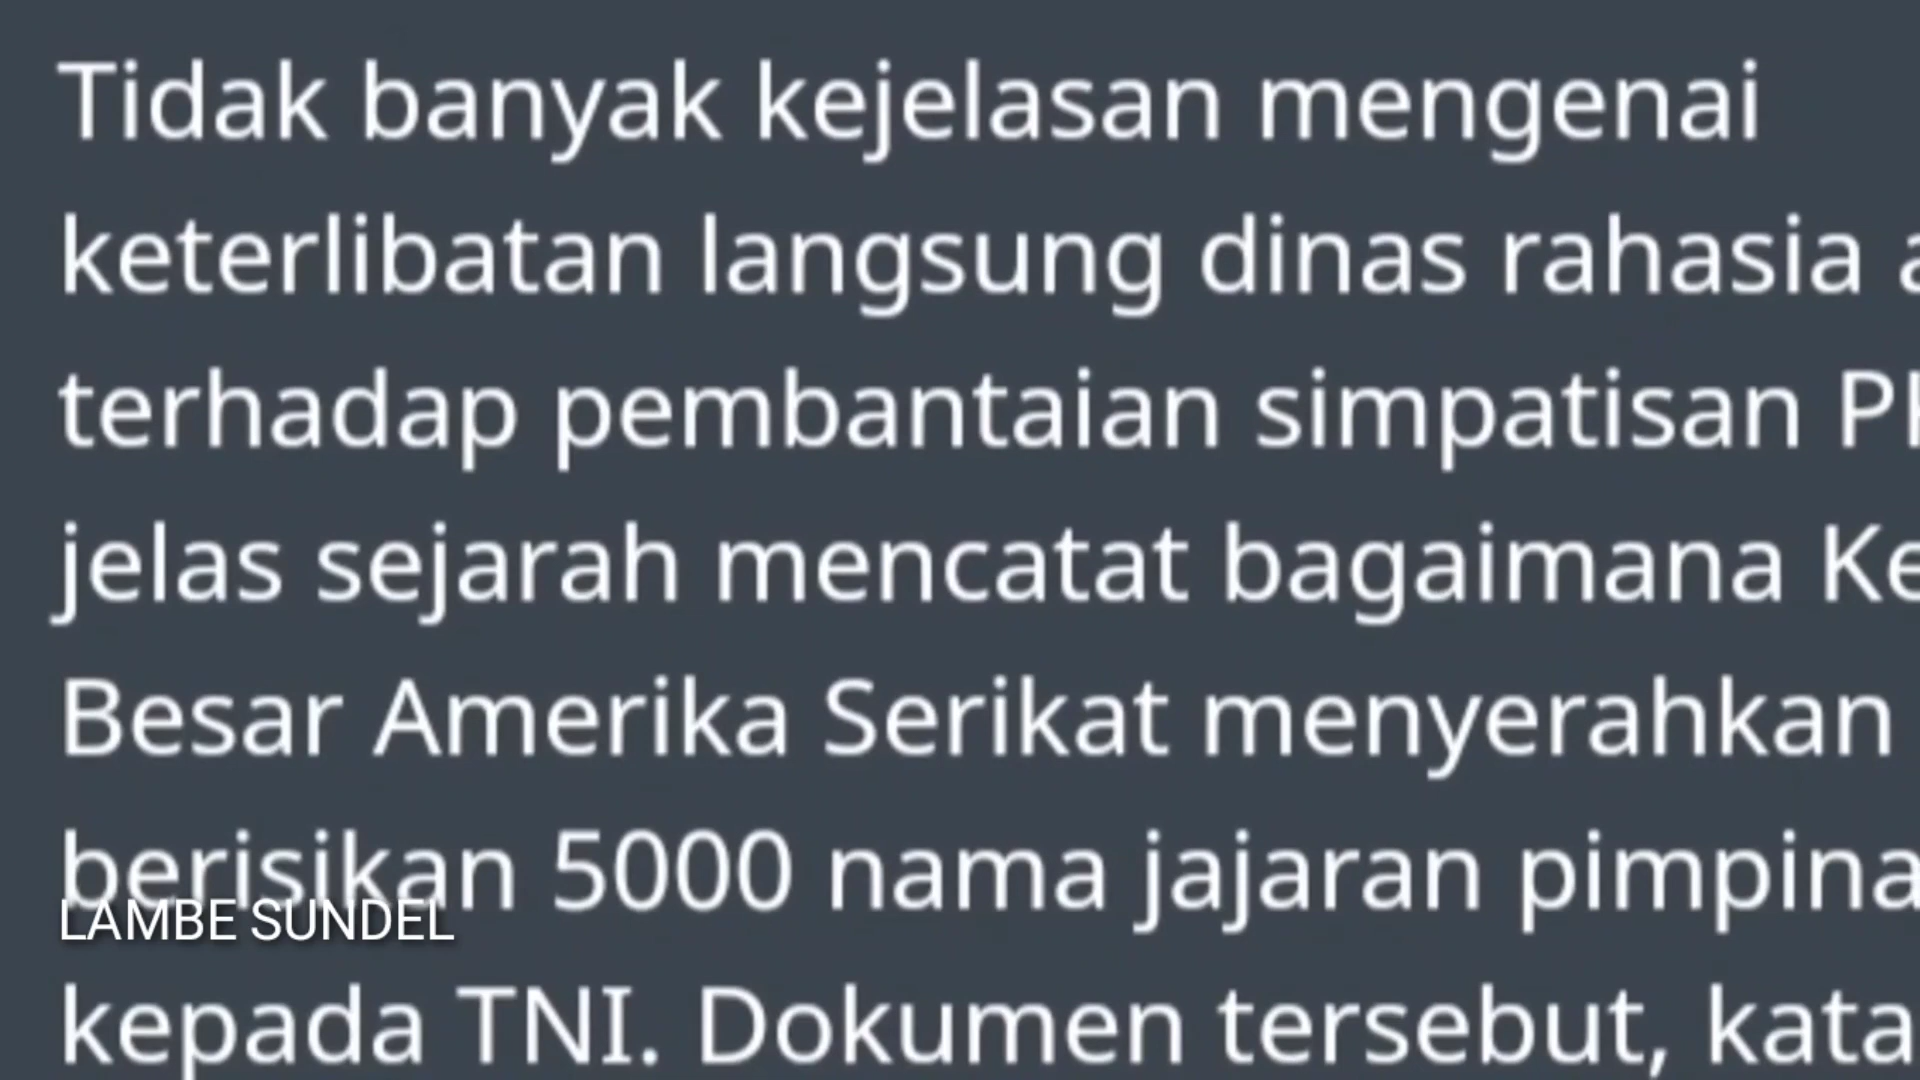 Tidak banyak kejelasan mengenai
keterlibatan langsung dinas rahasia
terhadap pembantaian simpatisan
jelas sejarah mencatat bagaimana
Besar Amerika Serikat menyerahkan
berisikan 5000 nama jajaran
LAMBE SUNDEL
kepada TNI. Dokumen tersebut, kata